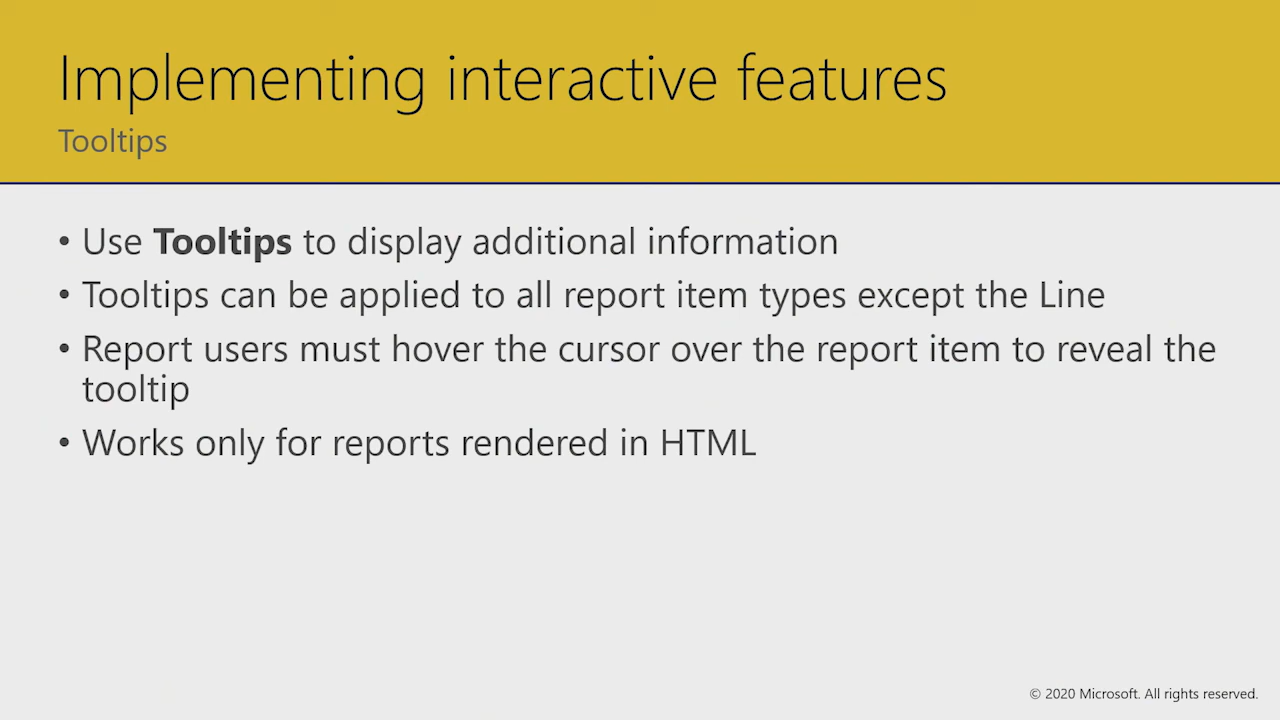 Implementing interactive features
Tooltips
• Use Tooltips to display additional information
• Tooltips can be applied to all report item types except the Line
• Report users must hover the cursor over the report item to reveal the
tooltip
• Works only for reports rendered in HTML
© 2020 Microsoft. All rights reserved.